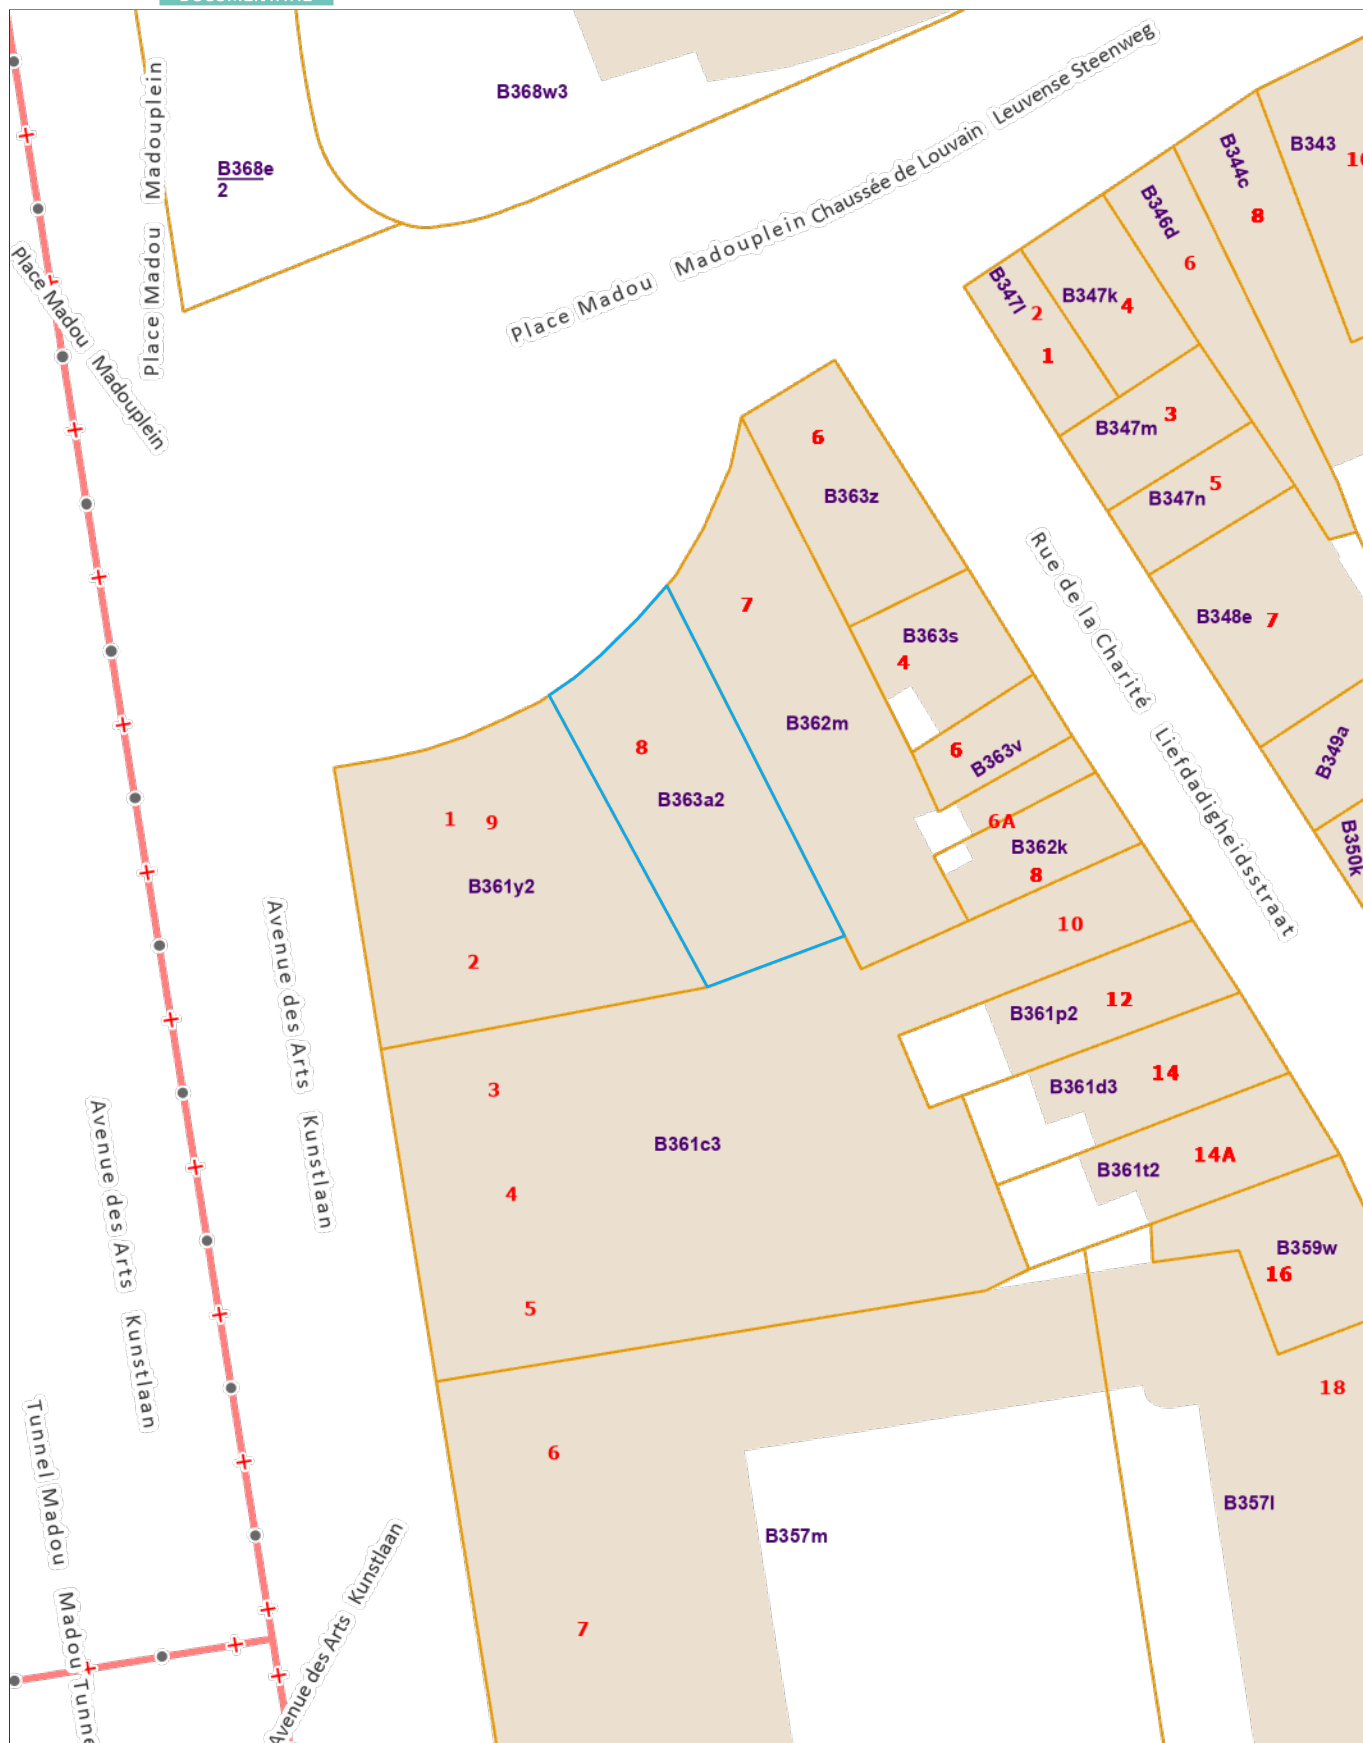 Place Madou Madouplein
B368w3
B368e
2
Place Madou Madouplein
Place Madou Madouplein Chaussée de Louvain Leuvense Steenweg
B343
B344c
8
B346d
6
B347l
2
1
B347k
4
B347m
3
B347n
5
B348e
7
B349a
B350k
Rue de la Charité Liefdadigheidsstraat
6
B363z
7
B362m
B363s
4
6
B363v
6A
B362k
8
10
8
B363a2
1 9
B361y2
2
B361p2
12
B361d3
14
B361t2
14A
B359w
16
18
3
B361c3
4
5
6
7
B357m
B357l
Avenue des Arts Kunstlaan
Avenue des Arts Kunstlaan
Avenue des Arts Kunstlaan
Tunnel Madou Madou Tunne